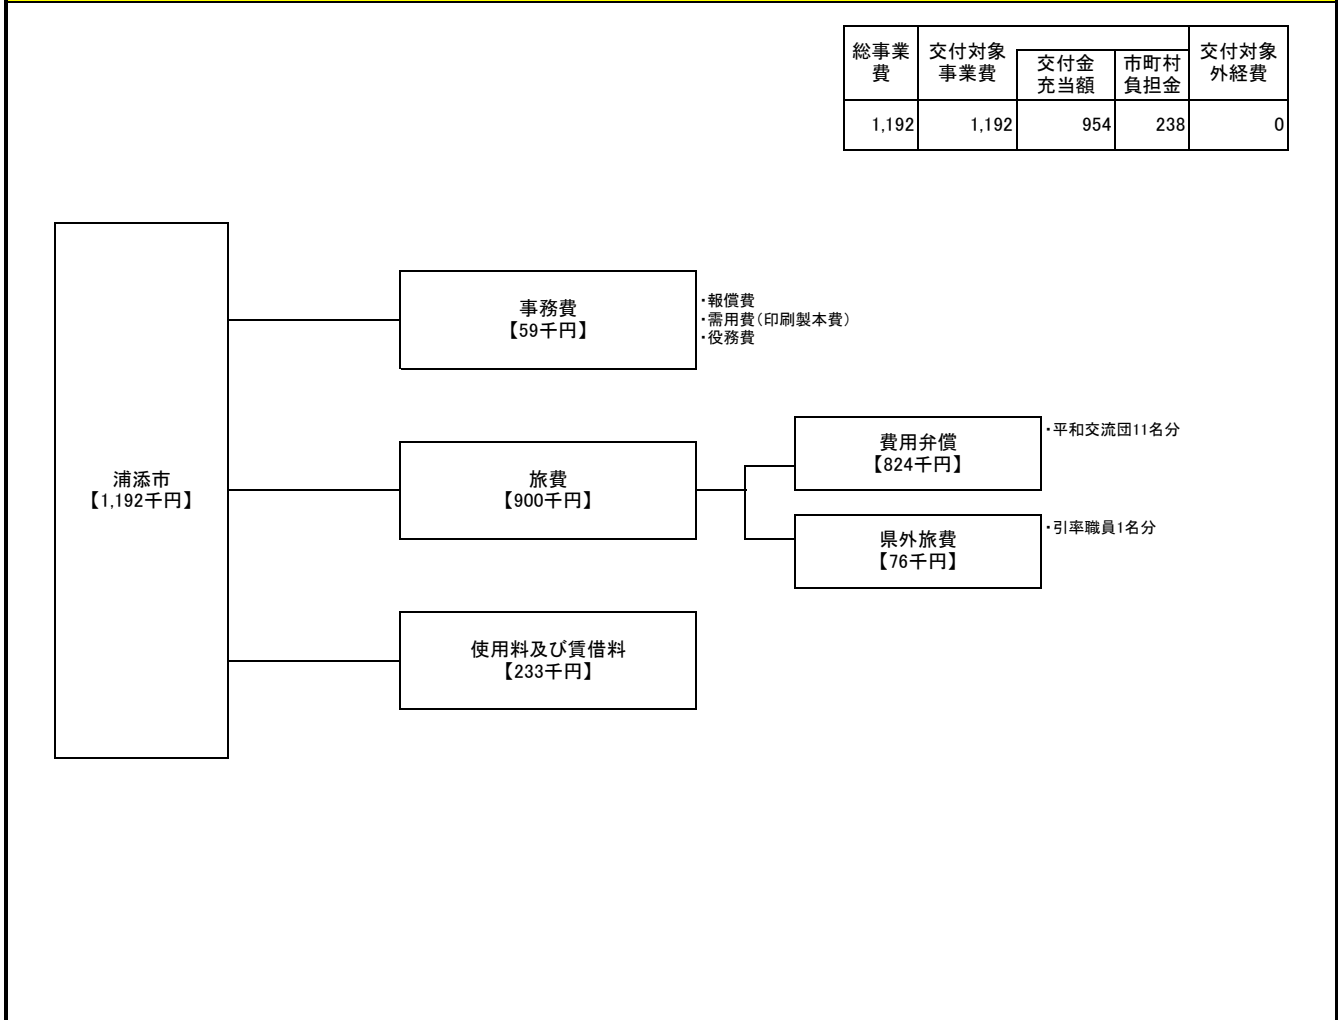 総事業
費
交付対象
事業費
交付金
充当額
市町村
負担金
交付対象
外経費
1,192
1,192
954
238
0
浦添市
【1,192千円】
事務費
【59千円】
・報償費
・需用費（印刷製本費）
・役務費
旅費
【900千円】
費用弁償
【824千円】
・平和交流団11名分
県外旅費
【76千円】
・引率職員1名分
使用料及び賃借料
【233千円】